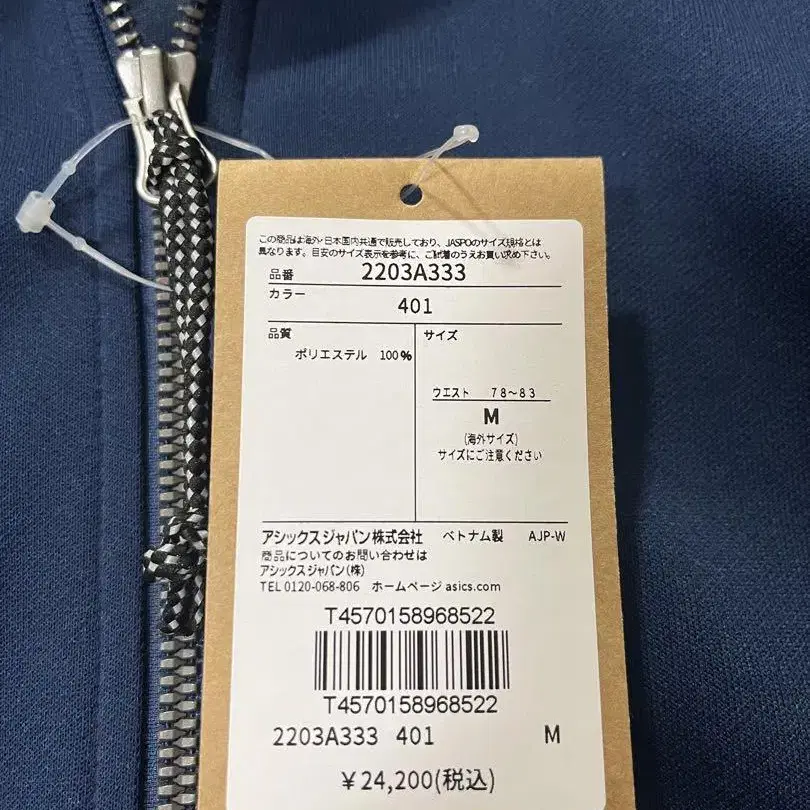 この商品は海外・日本国内共通で販売しており、JASPOのサイズ規格とは
異なります。目安のサイズ表示を参考に、ご試着のうえお買い求め下さい。
品番 2203A333
カラー 401
品質
ポリエステル 100%
サイズ
ウエスト 78～83
M
(海外サイズ)
サイズにご注意ください
アシックスジャパン株式会社 ベトナム製 AJP-W
商品についてのお問い合わせは
アシックスジャパン(株)
TEL 0120-068-806 ホームページ asics.com
T4570158968522
T4570158968522
2203A333 401 M
￥24,200(税込)